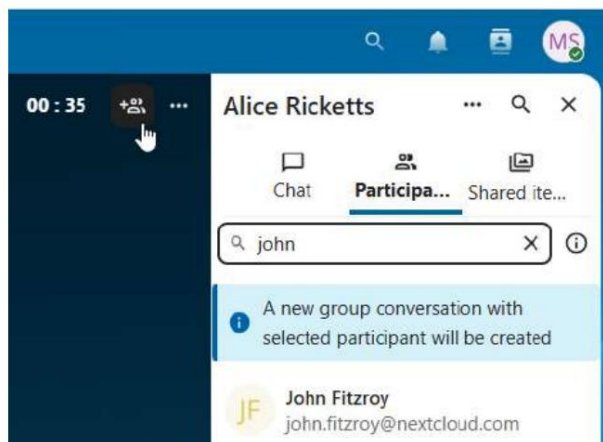 MS
00 : 35
Alice Ricketts
Chat
Participa...
Shared ite...
john
A new group conversation with
selected participant will be created
JF
John Fitzroy
john.fitzroy@nextcloud.com